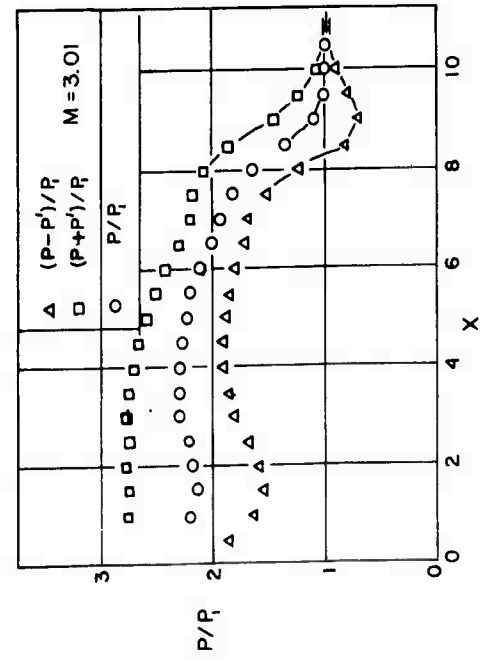 △ (P-P')/P₁
□ (P+P')/P₁ M = 3.01
○ P/P₁
3
2
1
0
P/P₁
0 2 4 6 8 10
X